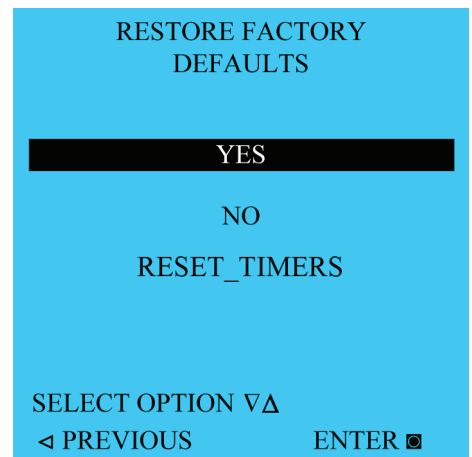 RESTORE FACTORY
DEFAULTS
YES
NO
RESET_TIMERS
SELECT OPTION ∇∆
⊲ PREVIOUS ENTER ◙